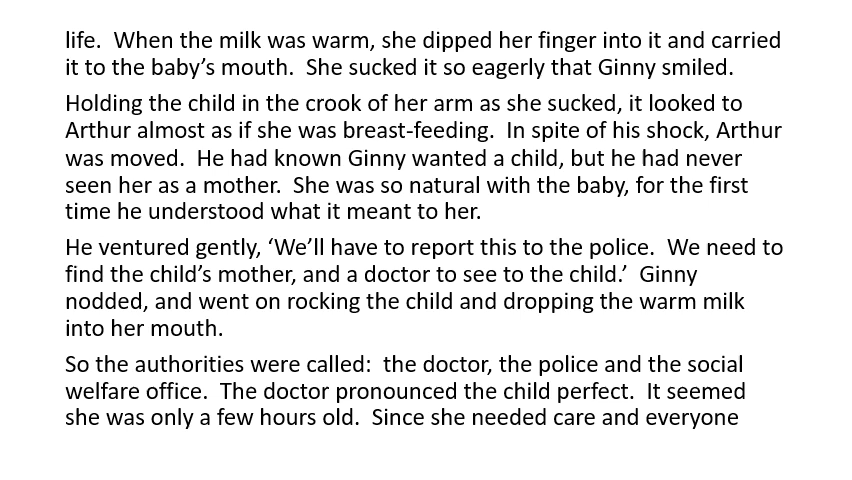 life.  When the milk was warm, she dipped her finger into it and carried
it to the baby’s mouth.  She sucked it so eagerly that Ginny smiled.
Holding the child in the crook of her arm as she sucked, it looked to
Arthur almost as if she was breast-feeding.  In spite of his shock, Arthur
was moved.  He had known Ginny wanted a child, but he had never
seen her as a mother.  She was so natural with the baby, for the first
time he understood what it meant to her.
He ventured gently, ‘We’ll have to report this to the police.  We need to
find the child’s mother, and a doctor to see to the child.’  Ginny
nodded, and went on rocking the child and dropping the warm milk
into her mouth.
So the authorities were called:  the doctor, the police and the social
welfare office.  The doctor pronounced the child perfect.  It seemed
she was only a few hours old.  Since she needed care and everyone